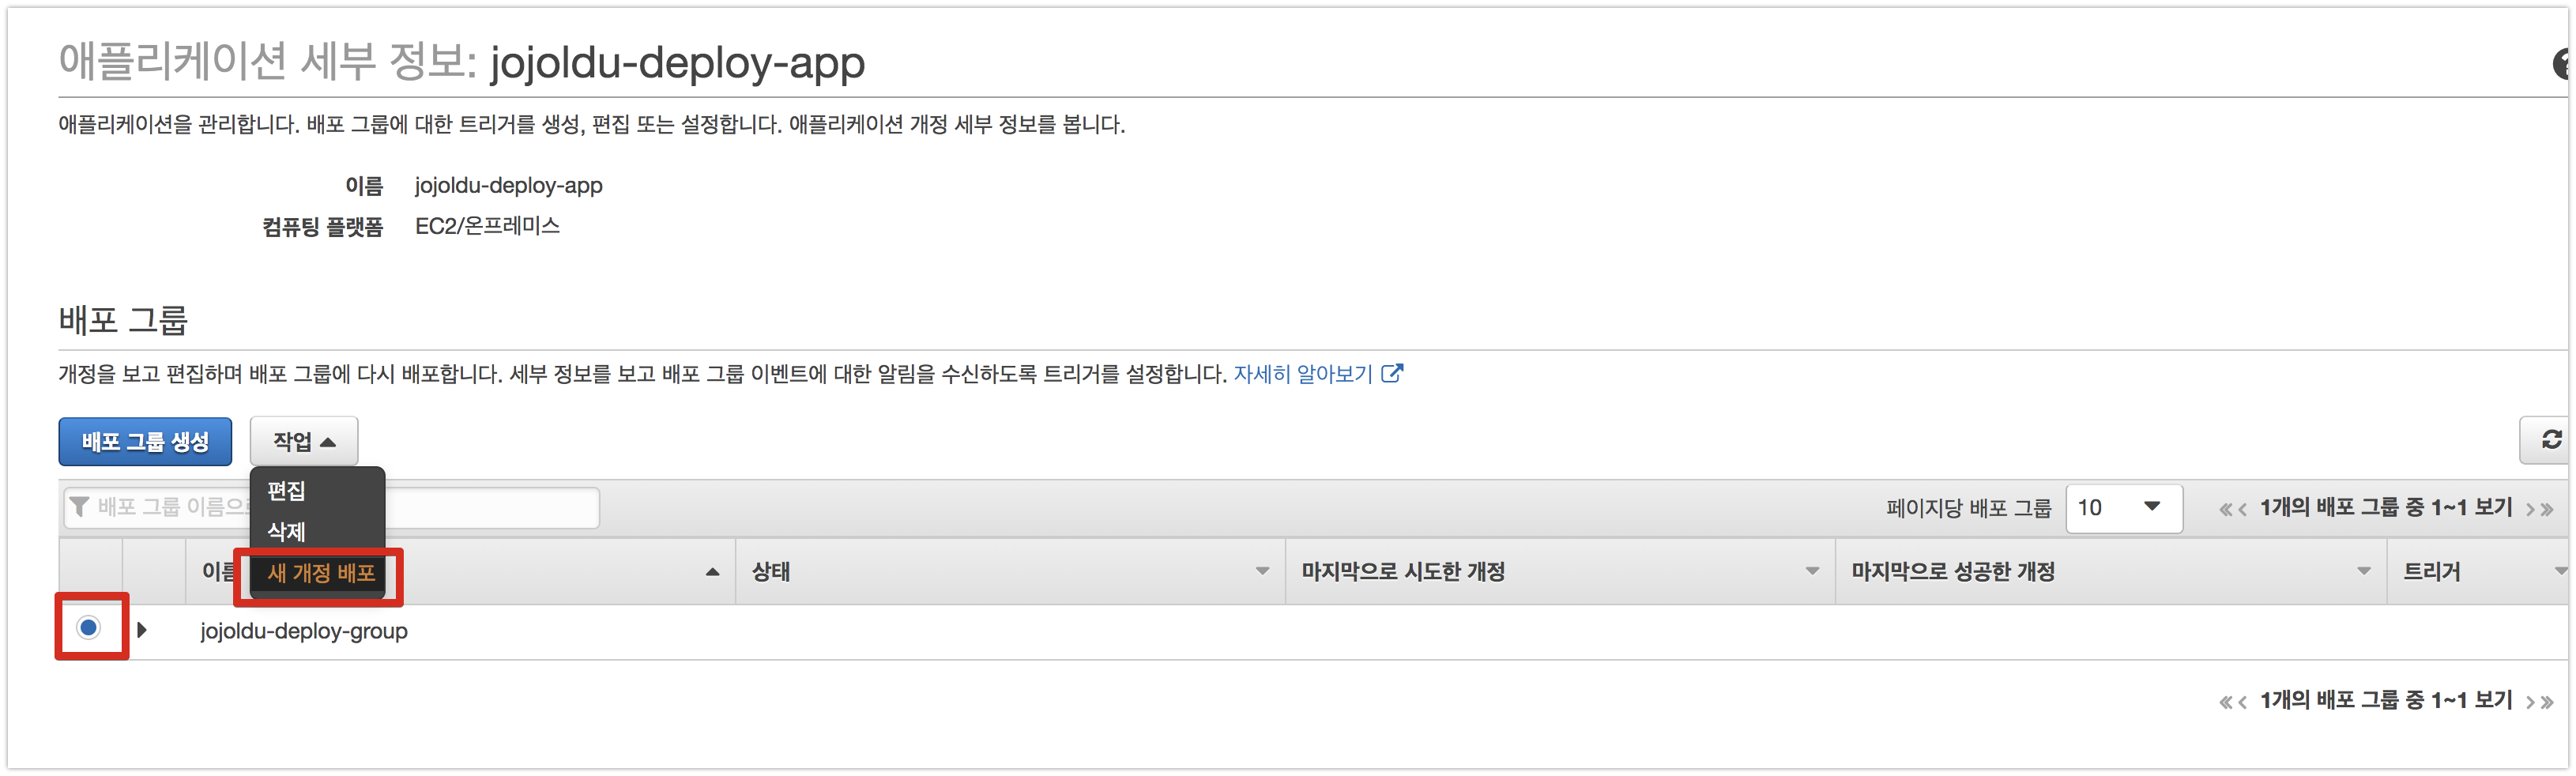 애플리케이션 세부 정보: jojoldu-deploy-app
애플리케이션을 관리합니다. 배포 그룹에 대한 트리거를 생성, 편집 또는 설정합니다. 애플리케이션 개정 세부 정보를 봅니다.
이름 jojoldu-deploy-app
컴퓨팅 플랫폼 EC2/온프레미스
배포 그룹
개정을 보고 편집하며 배포 그룹에 다시 배포합니다. 세부 정보를 보고 배포 그룹 이벤트에 대한 알림을 수신하도록 트리거를 설정합니다. 자세히 알아보기
배포 그룹 생성 작업
편집
배포 그룹 페이지당 배포 그룹 10 «‹ 1개의 배포 그룹 중 1~1 보기 ›»
삭제
새 개정 배포
상태 마지막으로 시도한 개정 마지막으로 성공한 개정 트리거
jojoldu-deploy-group
«‹ 1개의 배포 그룹 중 1~1 보기 ›»